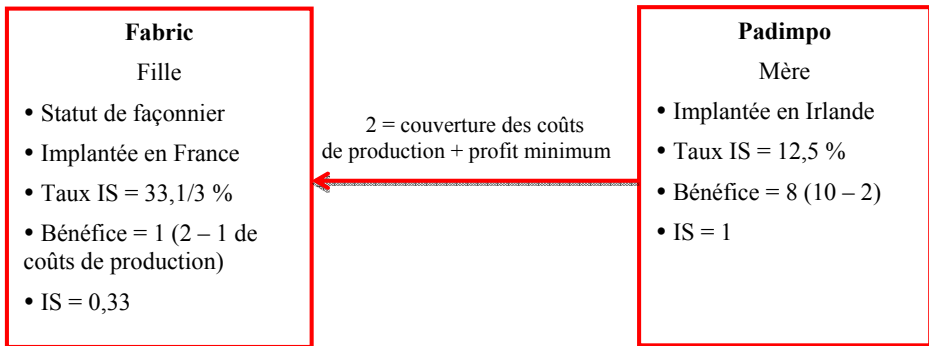 Fabric
Fille
• Statut de façonnier
• Implantée en France
• Taux IS = 33,1/3 %
• Bénéfice = 1 (2 – 1 de
coûts de production)
• IS = 0,33
2 = couverture des coûts
de production + profit minimum
Padimpo
Mère
• Implantée en Irlande
• Taux IS = 12,5 %
• Bénéfice = 8 (10 – 2)
• IS = 1